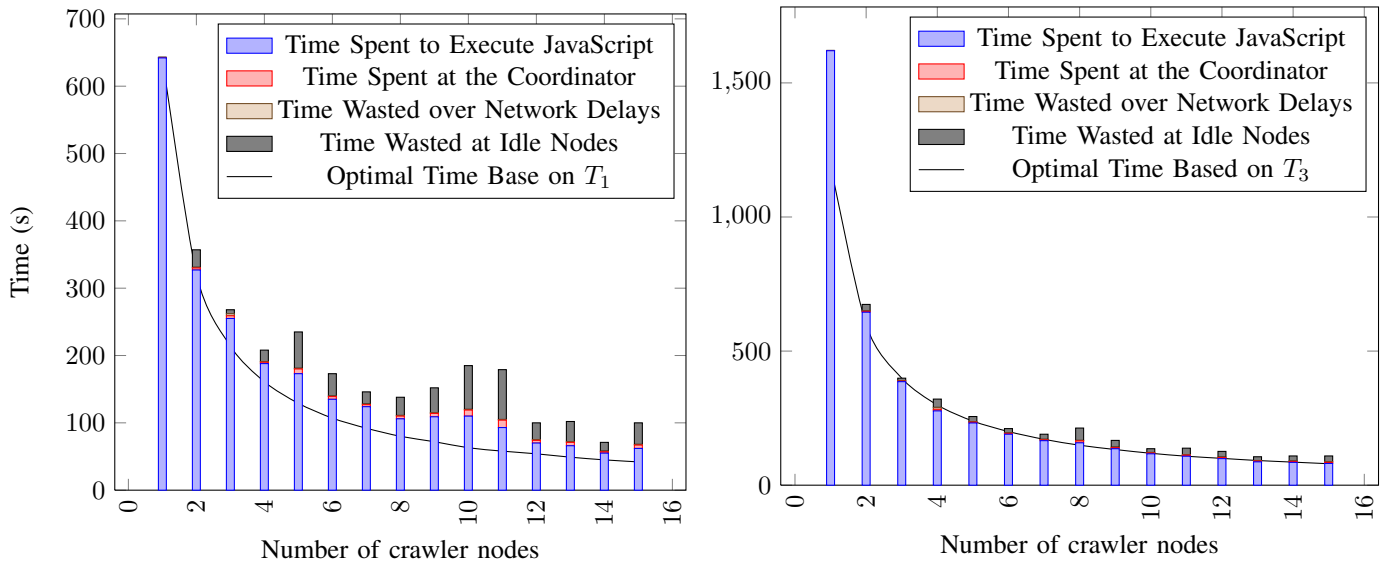 700
600
500
400
300
200
100
0
Time (s)
Time Spent to Execute JavaScript
Time Spent at the Coordinator
Time Wasted over Network Delays
Time Wasted at Idle Nodes
Optimal Time Base on T1
0 2 4 6 8 10 12 14 16
Number of crawler nodes
1,500
1,000
500
0
Time Spent to Execute JavaScript
Time Spent at the Coordinator
Time Wasted over Network Delays
Time Wasted at Idle Nodes
Optimal Time Based on T3
0 2 4 6 8 10 12 14 16
Number of crawler nodes